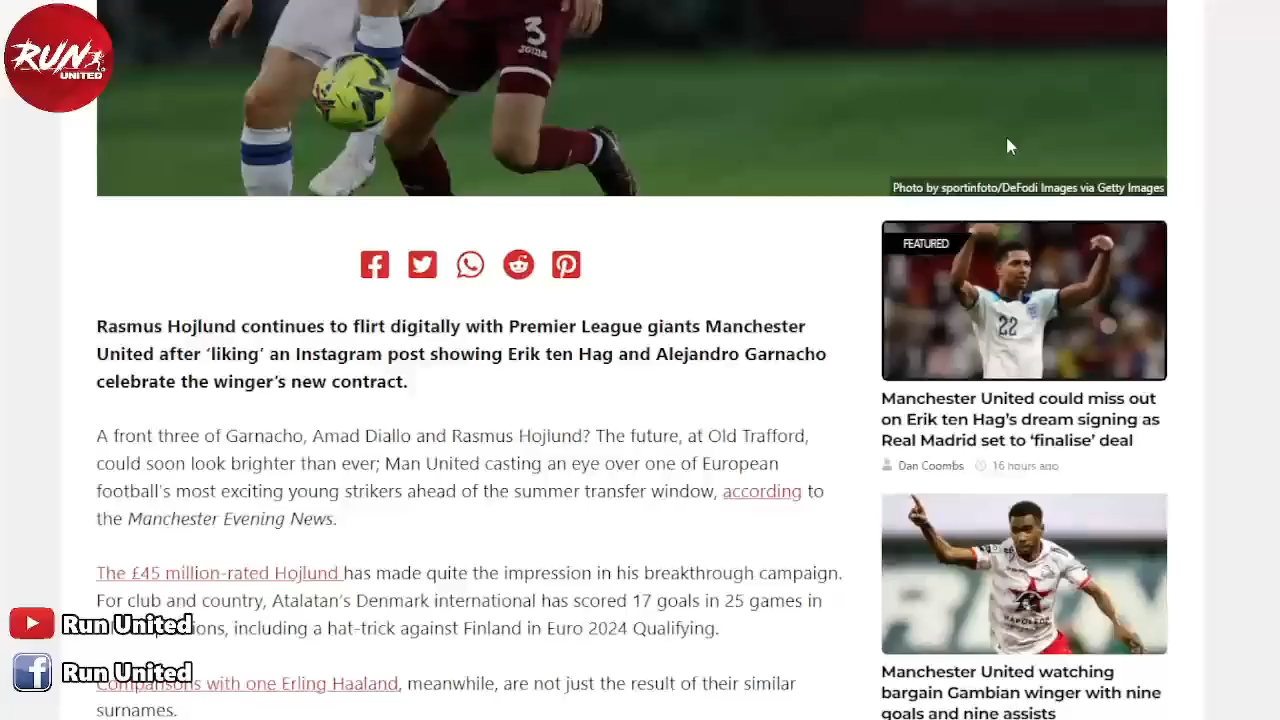 RUN
UNITED
3
JOMA
Photo by sportinfoto/DeFodi Images via Getty Images
Rasmus Hojlund continues to flirt digitally with Premier League giants Manchester
United after ‘liking’ an Instagram post showing Erik ten Hag and Alejandro Garnacho
celebrate the winger’s new contract.
A front three of Garnacho, Amad Diallo and Rasmus Hojlund? The future, at Old Trafford,
could soon look brighter than ever; Man United casting an eye over one of European
football’s most exciting young strikers ahead of the summer transfer window, according to
the Manchester Evening News.
The £45 million-rated Hojlund has made quite the impression in his breakthrough campaign.
For club and country, Atalatan’s Denmark international has scored 17 goals in 25 games in
including a hat-trick against Finland in Euro 2024 Qualifying.
Comparisons with one Erling Haaland, meanwhile, are not just the result of their similar
surnames.
FEATURED
22
Manchester United could miss out
on Erik ten Hag’s dream signing as
Real Madrid set to ‘finalise’ deal
Dan Coombs 16 hours ago
Manchester United watching
bargain Gambian winger with nine
goals and nine assists
Run United
Run United